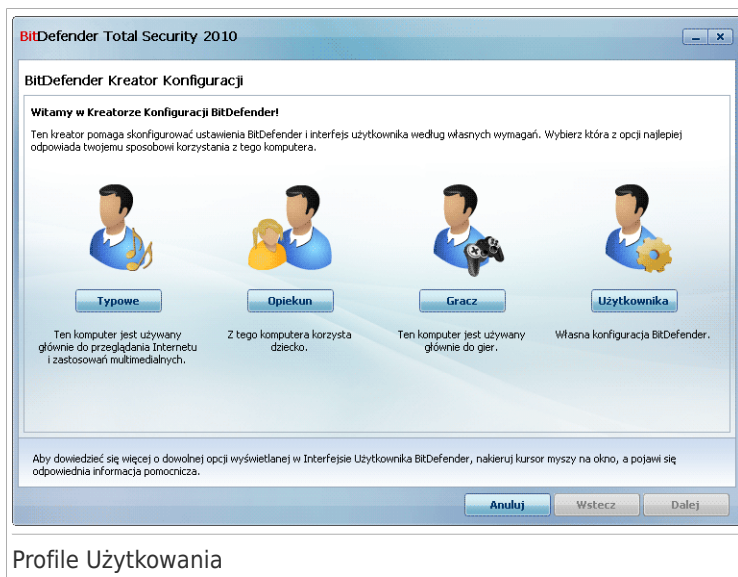 BitDefender Total Security 2010
BitDefender Kreator Konfiguracji
Witamy w Kreatorze Konfiguracji BitDefender!
Ten kreator pomaga skonfigurować ustawienia BitDefender i interfejs użytkownika według własnych wymagań. Wybierz która z opcji najlepiej
odpowiada twojemu sposobowi korzystania z tego komputera.
Typowe
Ten komputer jest używany
głównie do przeglądania Internetu
i zastosowań multimedialnych.
Opiekun
Z tego komputera korzysta
dziecko.
Gracz
Ten komputer jest używany
głównie do gier.
Użytkownika
Własna konfiguracja BitDefender.
Aby dowiedzieć się więcej o dowolnej opcji wyświetlanej w Interfejsie Użytkownika BitDefender, nakieruj kursor myszy na okno, a pojawi się
odpowiednia informacja pomocnicza.
Anuluj Wstecz Dalej
Profile Użytkowania